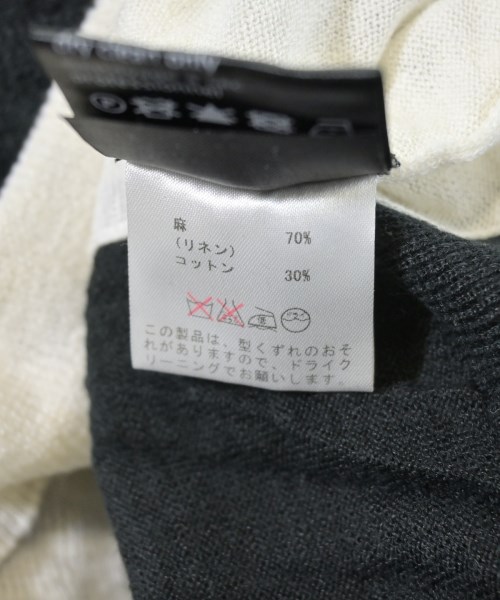 麻
(リネン) 70%
コットン 30%
この製品は、型くずれのおそ
れがありますので、ドライク
リーニングでお願いします。